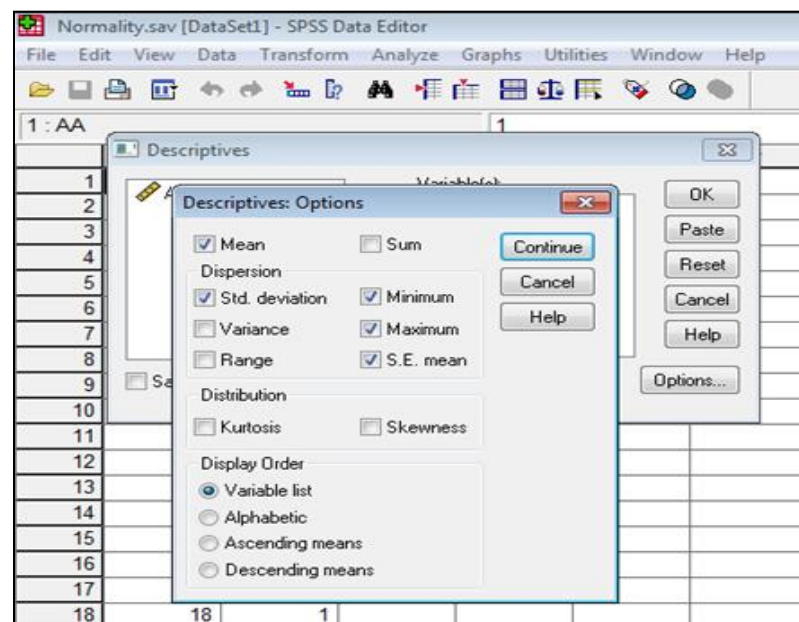 Normality.sav [DataSet1] - SPSS Data Editor
File Edit View Data Transform Analyze Graphs Utilities Window Help
1 : AA 1
Descriptives
Variable(s):
OK
Paste
Reset
Cancel
Help
Options...
Descriptives: Options
Mean Sum
Continue
Cancel
Help
Dispersion
Std. deviation Minimum
Variance Maximum
Range S.E. mean
Distribution
Kurtosis Skewness
Display Order
Variable list
Alphabetic
Ascending means
Descending means
1
2
3
4
5
6
7
8
9
10
11
12
13
14
15
16
17
18 18 1